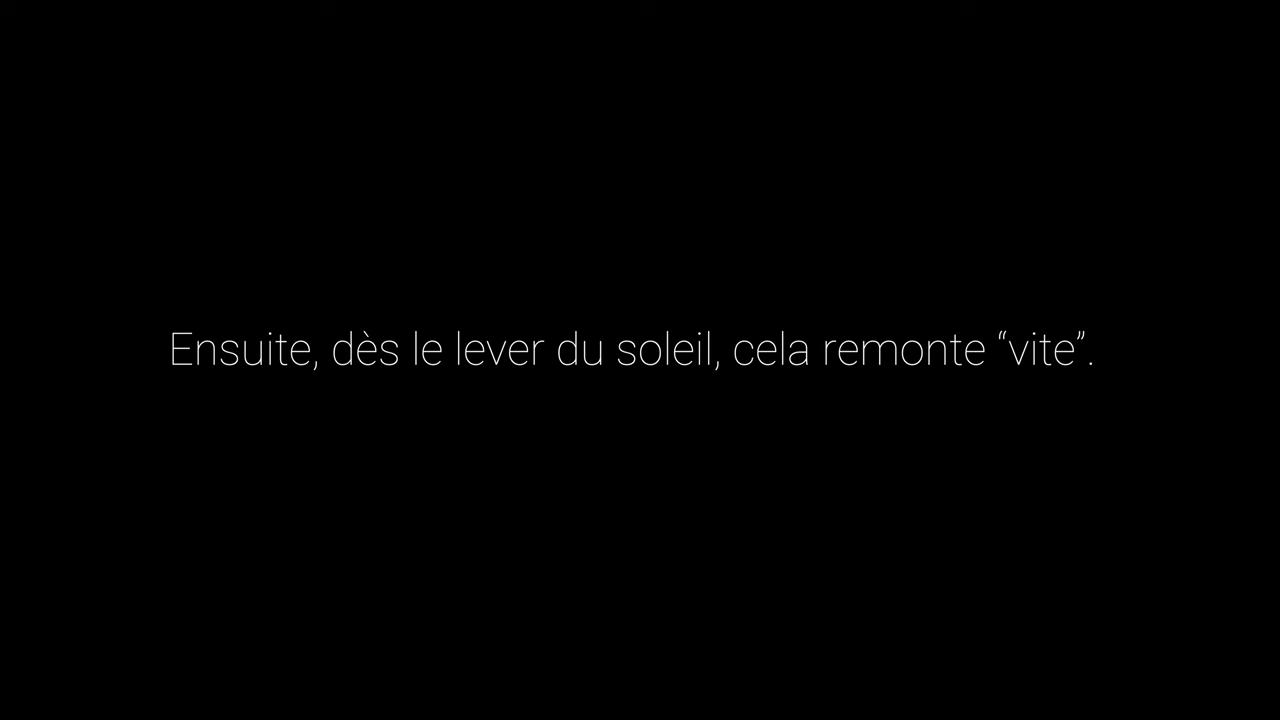 Ensuite, dès le lever du soleil, cela remonte “vite”.